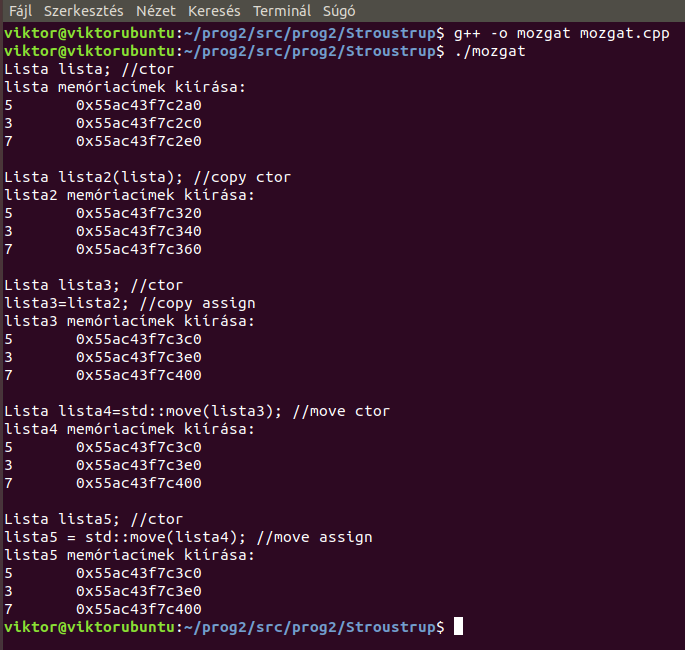 Fájl Szerkesztés Nézet Keresés Terminál Súgó
viktor@viktorubuntu:~/prog2/src/prog2/Stroustrup$ g++ -o mozgat mozgat.cpp
viktor@viktorubuntu:~/prog2/src/prog2/Stroustrup$ ./mozgat
Lista lista; //ctor
lista memóriacímek kiírása:
5       0x55ac43f7c2a0
3       0x55ac43f7c2c0
7       0x55ac43f7c2e0

Lista lista2(lista); //copy ctor
lista2 memóriacímek kiírása:
5       0x55ac43f7c320
3       0x55ac43f7c340
7       0x55ac43f7c360

Lista lista3; //ctor
lista3=lista2; //copy assign
lista3 memóriacímek kiírása:
5       0x55ac43f7c3c0
3       0x55ac43f7c3e0
7       0x55ac43f7c400

Lista lista4=std::move(lista3); //move ctor
lista4 memóriacímek kiírása:
5       0x55ac43f7c3c0
3       0x55ac43f7c3e0
7       0x55ac43f7c400

Lista lista5; //ctor
lista5 = std::move(lista4); //move assign
lista5 memóriacímek kiírása:
5       0x55ac43f7c3c0
3       0x55ac43f7c3e0
7       0x55ac43f7c400
viktor@viktorubuntu:~/prog2/src/prog2/Stroustrup$